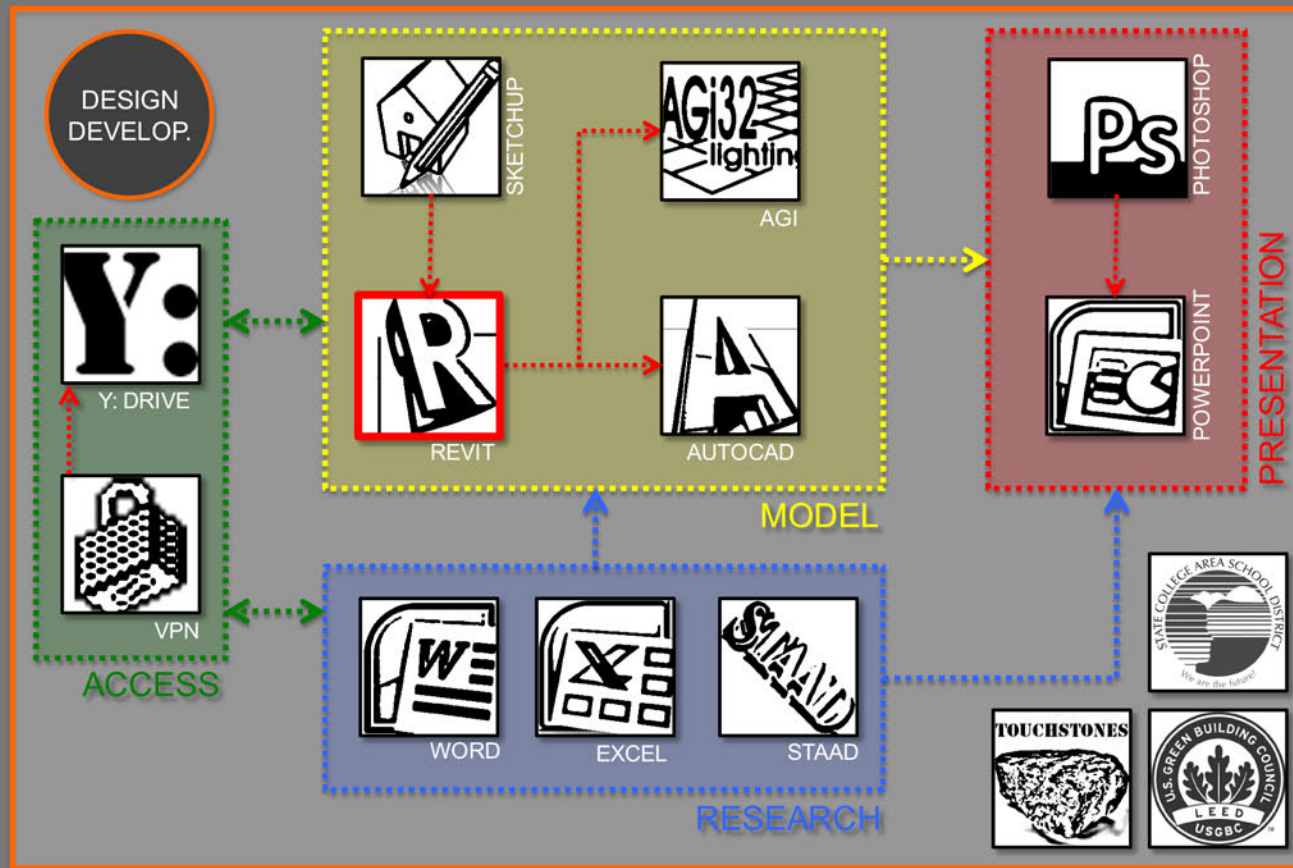 DESIGN
DEVELOP.
SKETCHUP
AGi32
lighting
AGI
Ps
PHOTOSHOP
Y:
Y: DRIVE
R
REVIT
A
AUTOCAD
POWERPOINT
PRESENTATION
MODEL
VPN
ACCESS
W
WORD
X
EXCEL
STAAD
STAAD
RESEARCH
STATE COLLEGE AREA SCHOOL DISTRICT
We are the future!
TOUCHSTONES
U.S. GREEN BUILDING COUNCIL
LEED
USGBC